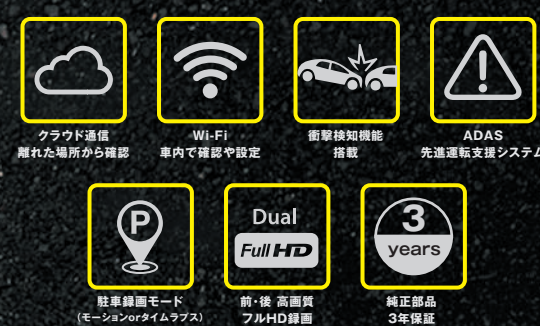 クラウド通信
離れた場所から確認
Wi-Fi
車内で確認や設定
衝撃検知機能
搭載
ADAS
先進運転支援システム
P
駐車録画モード
(モーションorタイムラプス)
Dual
Full HD
前・後 高画質
フルHD録画
3
years
純正部品
3年保証